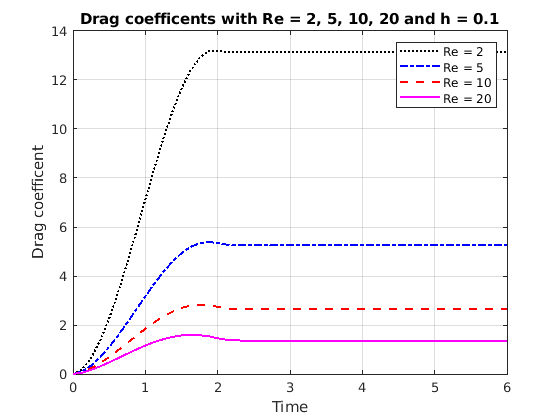 Drag coefficents with Re = 2, 5, 10, 20 and h = 0.1
14
12
10
8
6
4
2
0
Drag coefficent
Re = 2
Re = 5
Re = 10
Re = 20
0 1 2 3 4 5 6
Time